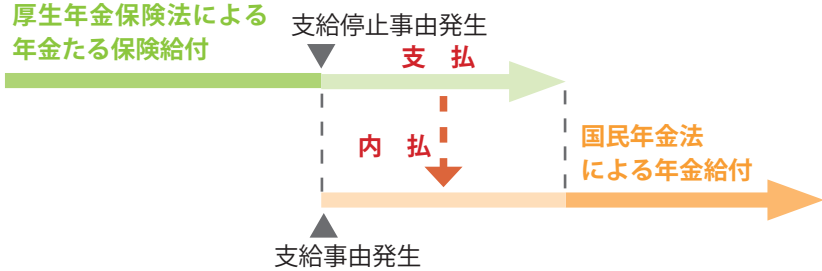 厚生年金保険法による
年金たる保険給付
支給停止事由発生
支　払
内　払
国民年金法
による年金給付
支給事由発生